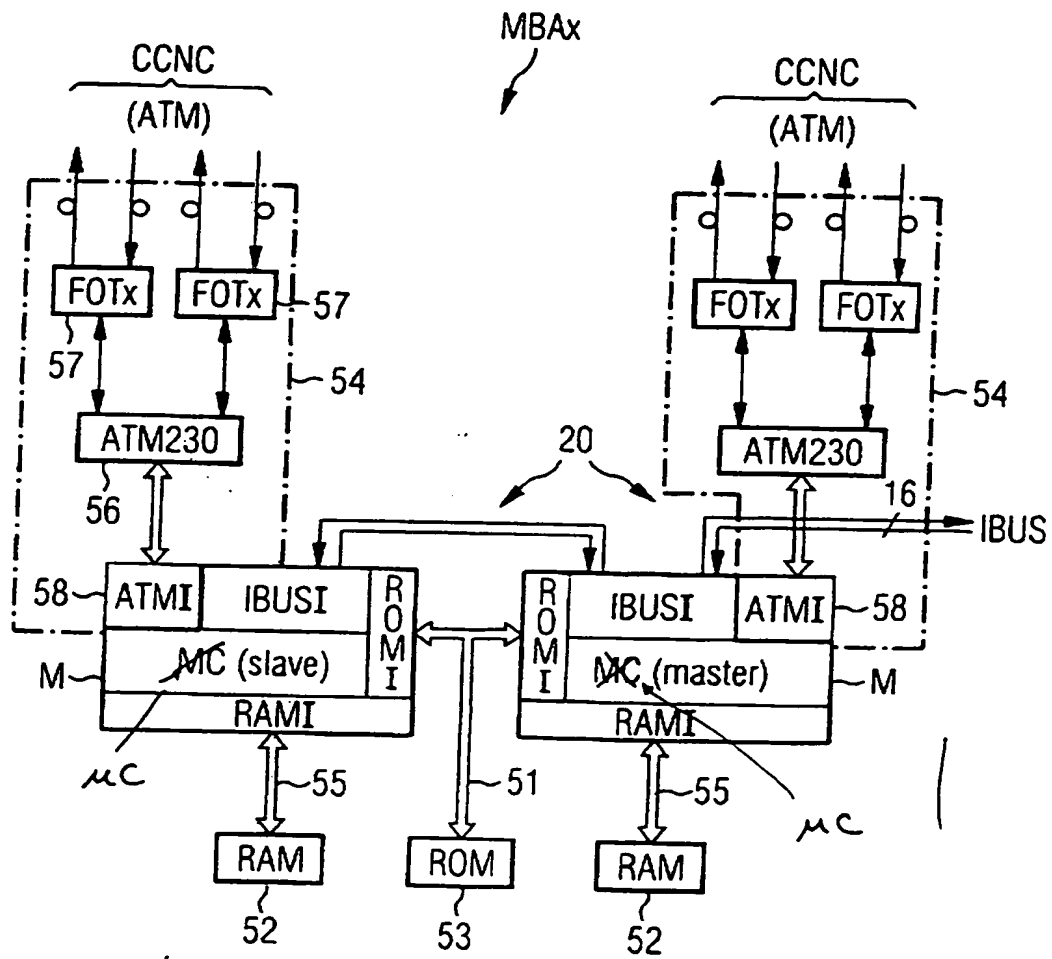 MBAx
CCNC
(ATM)
CCNC
(ATM)
FOTx
FOTx
57
57
54
ATM230
56
FOTx
FOTx
54
ATM230
20
16
IBUS
58
ATMI
IBUSI
ROMI
M
MC (slave)
RAMI
ROMI
IBUSI
ATMI
58
MC (master)
M
RAMI
μC
55
51
55
μC
RAM
ROM
RAM
52
53
52